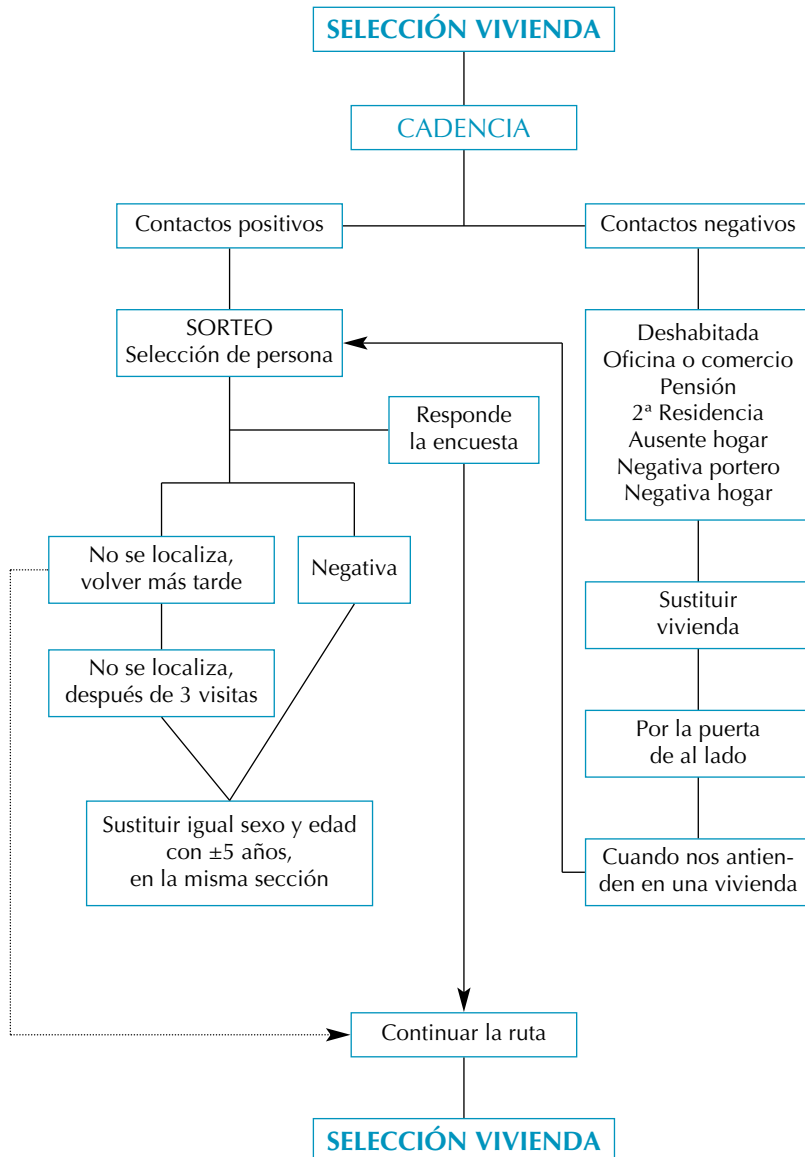 SELECCIÓN VIVIENDA
CADENCIA
Contactos positivos
Contactos negativos
SORTEO
Selección de persona
Deshabitada
Oficina o comercio
Pensión
2ª Residencia
Ausente hogar
Negativa portero
Negativa hogar
Responde
la encuesta
No se localiza,
volver más tarde
Negativa
Sustituir
vivienda
No se localiza,
después de 3 visitas
Por la puerta
de al lado
Sustituir igual sexo y edad
con ±5 años,
en la misma sección
Cuando nos antien-
den en una vivienda
Continuar la ruta
SELECCIÓN VIVIENDA